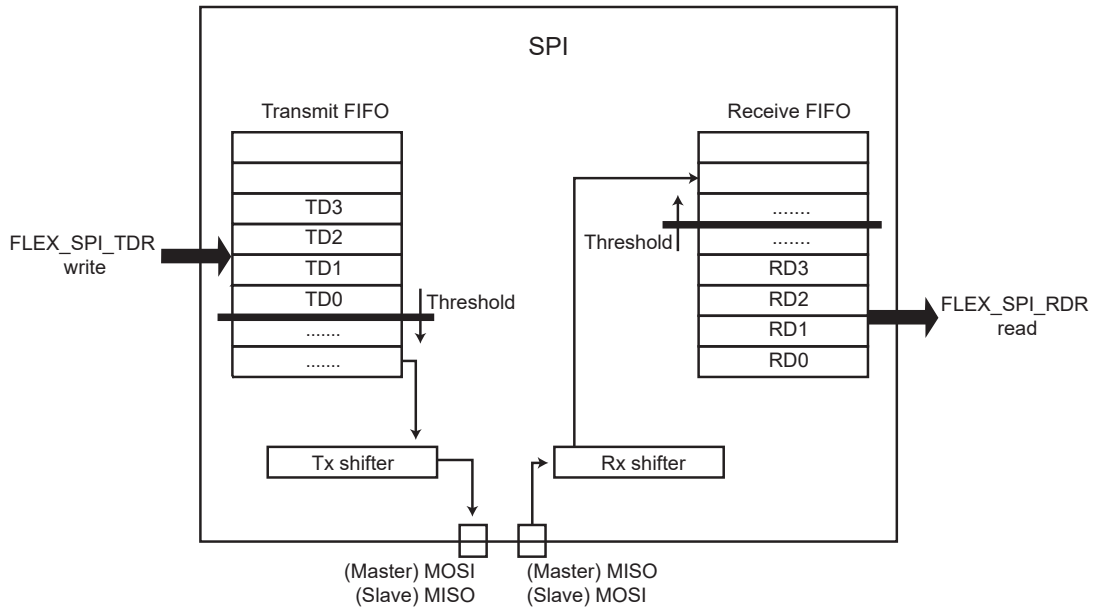 SPI
Transmit FIFO
TD3
TD2
TD1
TD0
.......
.......
FLEX_SPI_TDR
write
Threshold
Tx shifter
Receive FIFO
.......
.......
RD3
RD2
RD1
RD0
Threshold
FLEX_SPI_RDR
read
Rx shifter
(Master) MOSI
(Slave) MISO
(Master) MISO
(Slave) MOSI